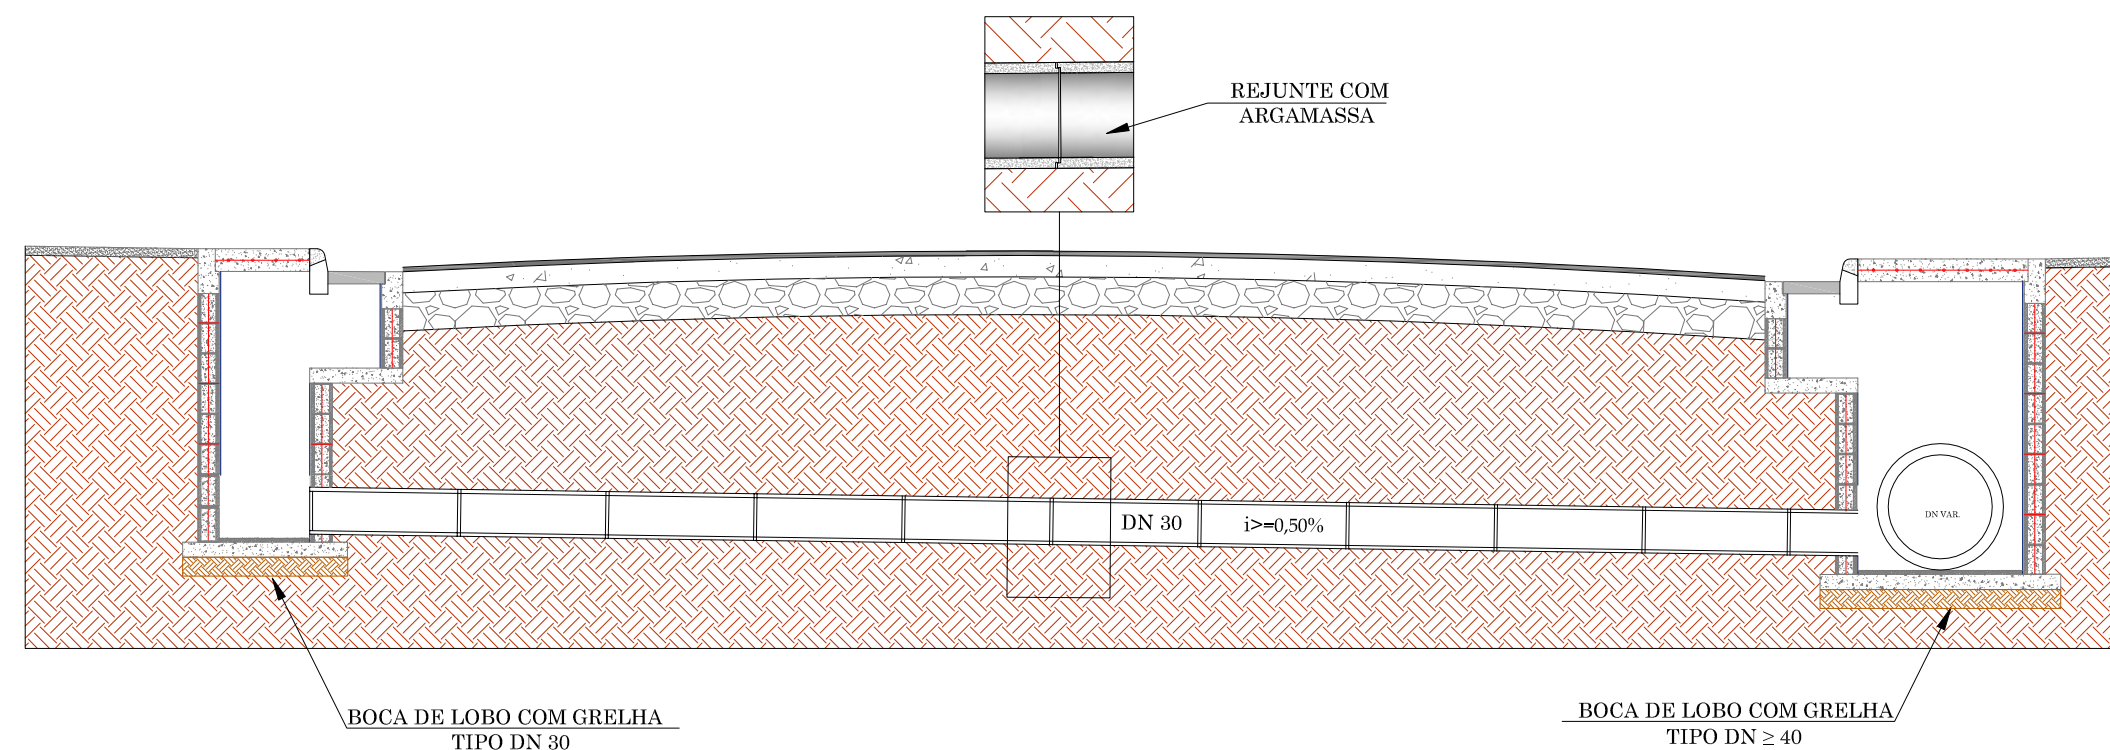 REJUNTE COM
ARGAMASSA
DN 30
i>=0,50%
DN VAR.
BOCA DE LOBO COM GRELHA
TIPO DN 30
BOCA DE LOBO COM GRELHA
TIPO DN ≥ 40